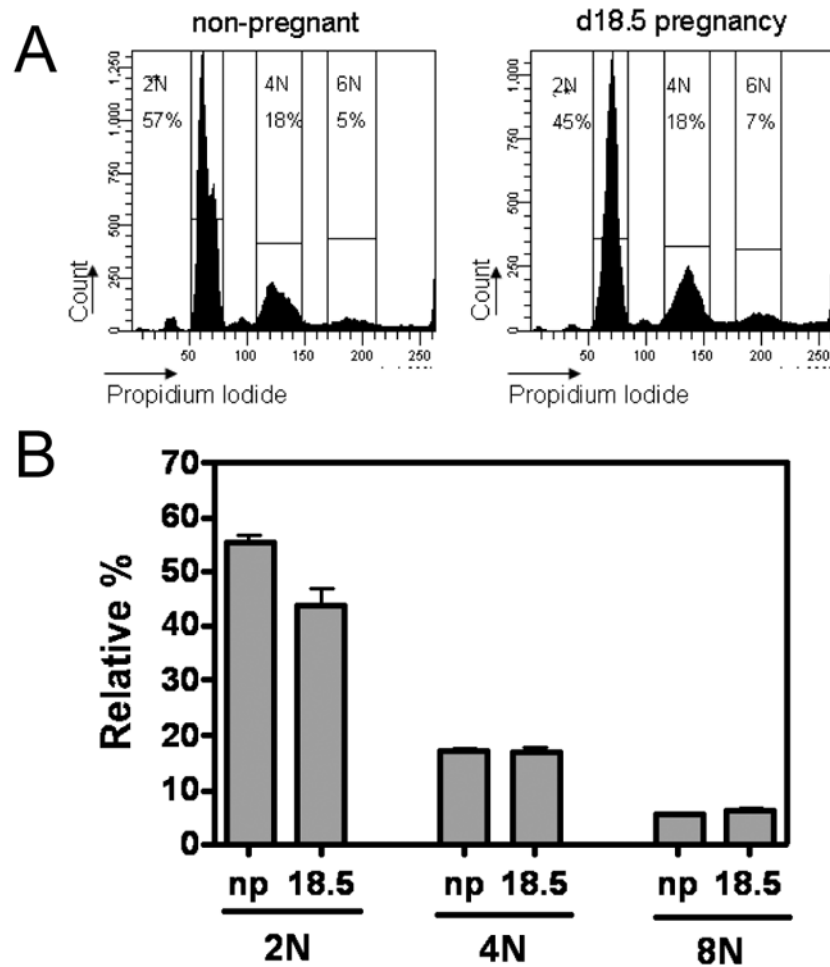 A
non-pregnant
d18.5 pregnancy
2N
57%
4N
18%
6N
5%
1,250
1,000
750
500
250
0
Count
50 100 150 200 250
Propidium Iodide
2N
45%
4N
18%
6N
7%
1,000
750
500
250
0
Count
50 100 150 200 250
Propidium Iodide
B
Relative %
70
60
50
40
30
20
10
0
np 18.5 np 18.5 np 18.5
2N 4N 8N